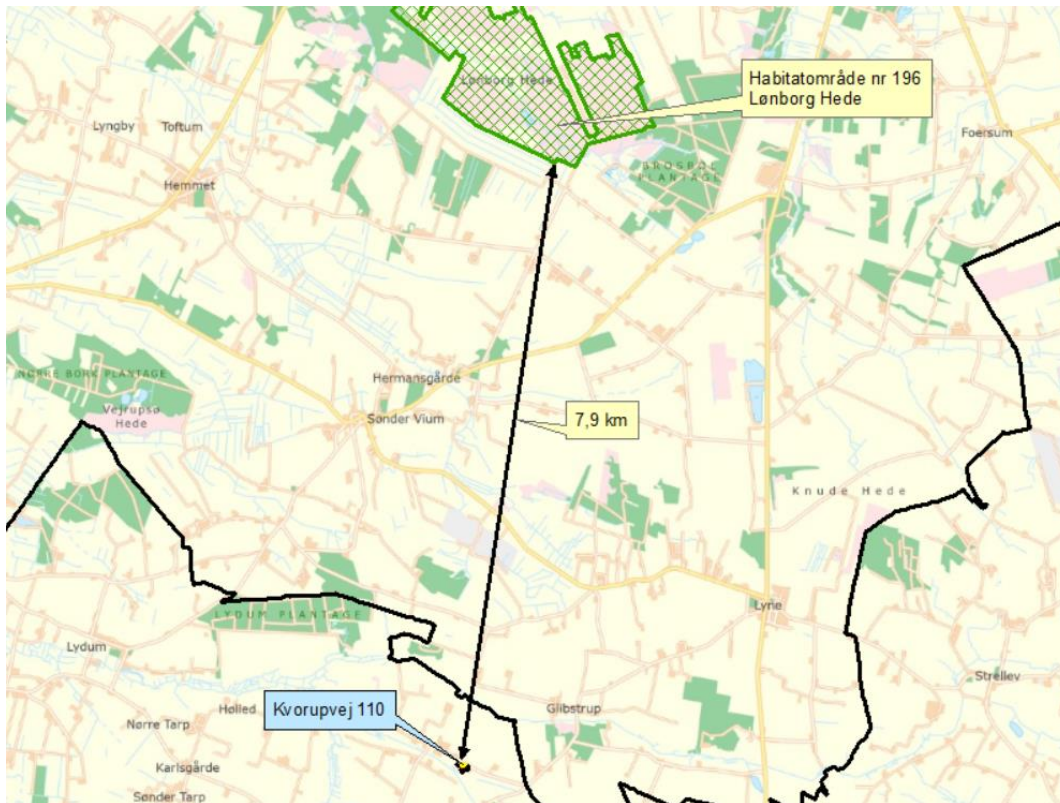 Lønborg Hede
Habitatområde nr 196
Lønborg Hede
Lyngby
Toftum
Foersum
BROSBØL
PLANTAGE
Hemmet
NØRRE BORK PLANTAGE
Hermansgårde
Vejrupsø
Hede
Sønder Vium
7,9 km
Knude Hede
LYDUM PLANTAGE
Lyne
Lydum
Strellev
Kvorupvej 110
Hølled
Glibstrup
Nørre Tarp
Karlsgårde
Sønder Tarp